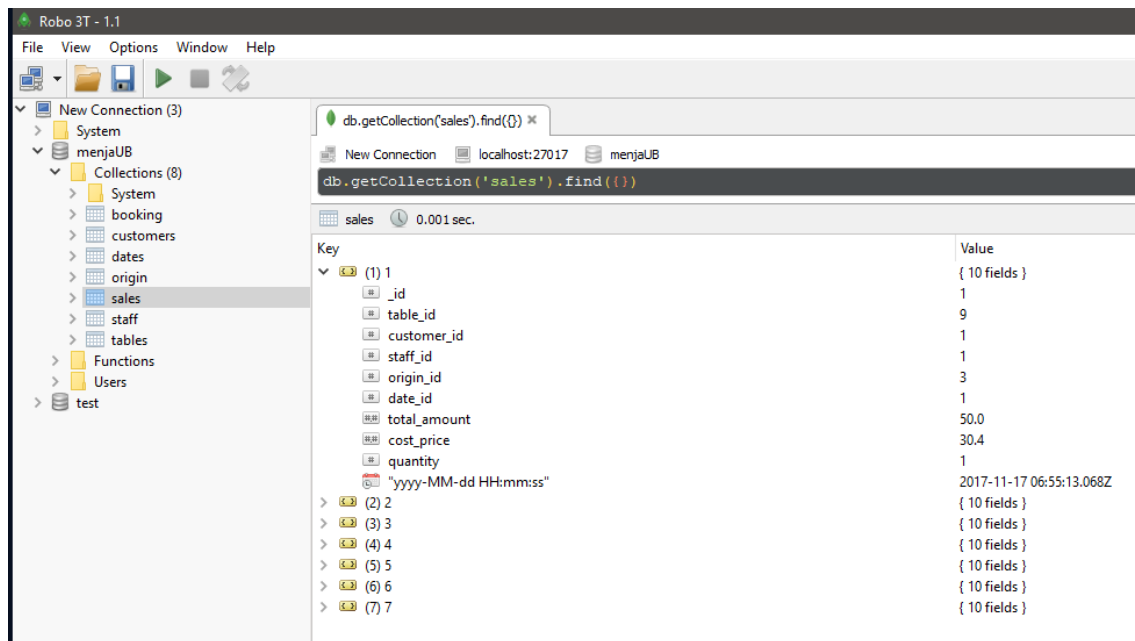 Robo 3T - 1.1
File View Options Window Help
New Connection (3)
System
menjaUB
Collections (8)
System
booking
customers
dates
origin
sales
staff
tables
Functions
Users
test
db.getCollection('sales').find({})
New Connection localhost:27017 menjaUB
db.getCollection('sales').find({})
sales 0.001 sec.
Key Value
(1) 1 { 10 fields }
_id 1
table_id 9
customer_id 1
staff_id 1
origin_id 3
date_id 1
total_amount 50.0
cost_price 30.4
quantity 1
"yyyy-MM-dd HH:mm:ss" 2017-11-17 06:55:13.068Z
(2) 2 { 10 fields }
(3) 3 { 10 fields }
(4) 4 { 10 fields }
(5) 5 { 10 fields }
(6) 6 { 10 fields }
(7) 7 { 10 fields }